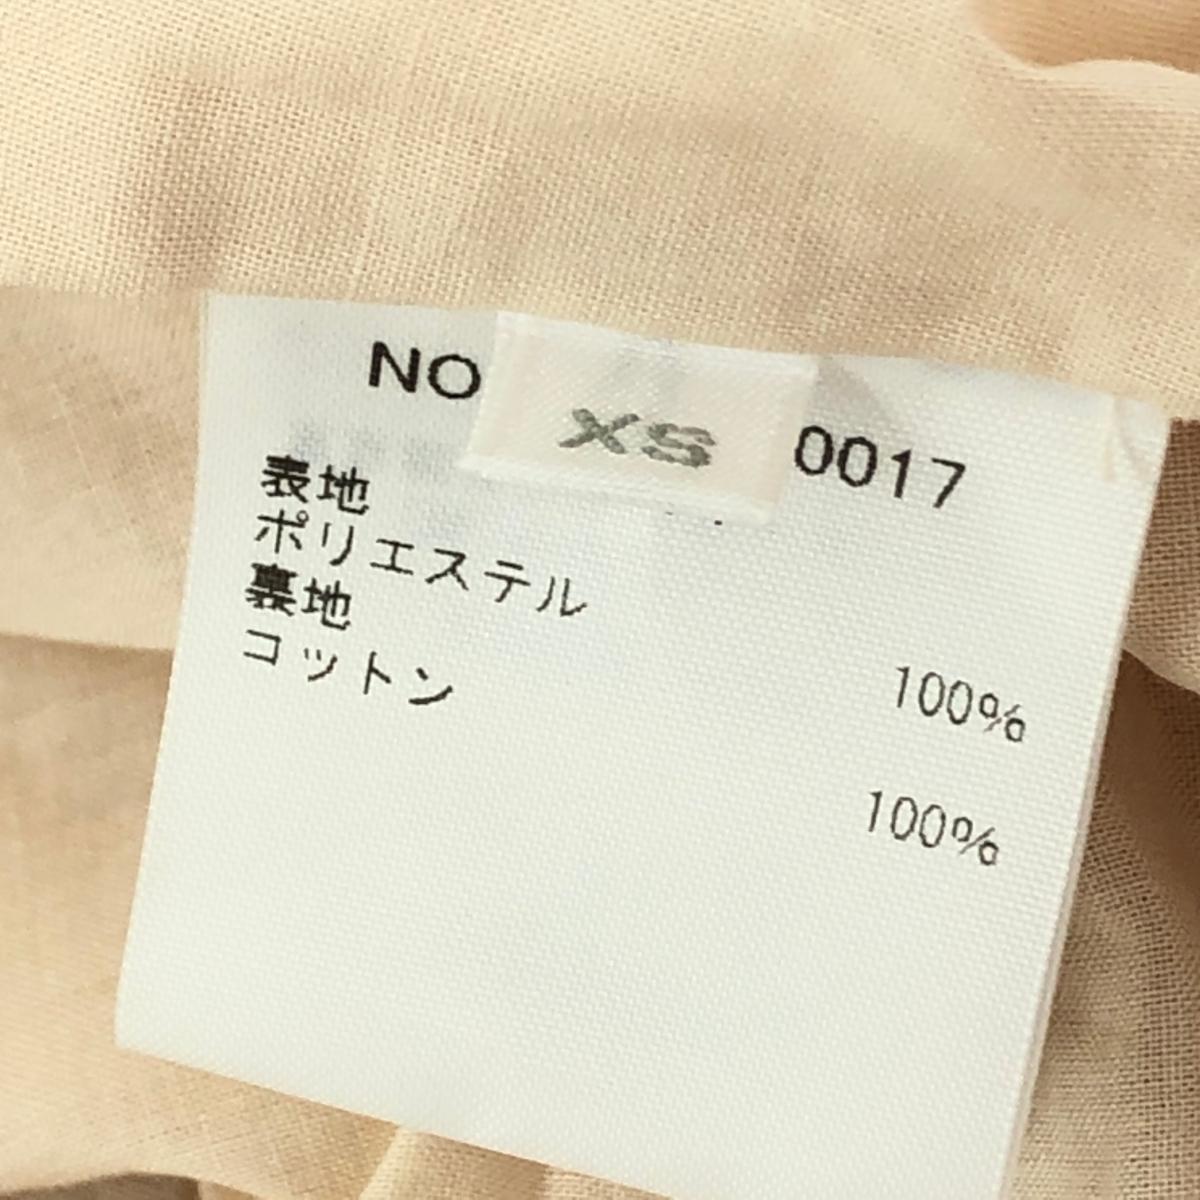 NO
XS
0017
表地
ポリエステル
100%
裏地
コットン
100%